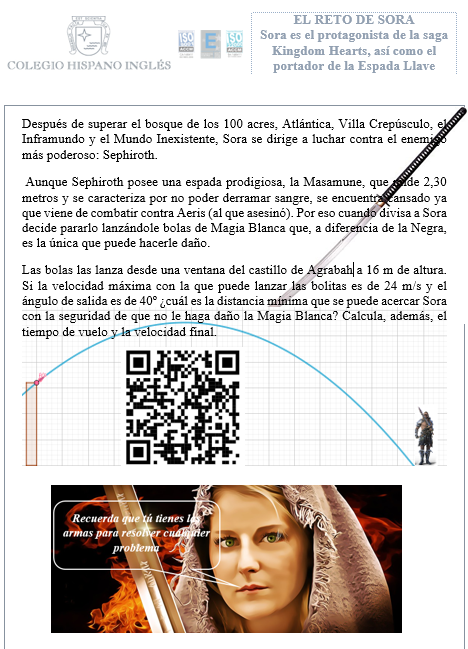 EL RETO DE SORA
Sora es el protagonista de la saga
Kingdom Hearts, así como el
portador de la Espada Llave
COLEGIO HISPANO INGLÉS
Después de superar el bosque de los 100 acres, Atlántica, Villa Crepúsculo, el
Inframundo y el Mundo Inexistente, Sora se dirige a luchar contra el enemigo
más poderoso: Sephiroth.
Aunque Sephiroth posee una espada prodigiosa, la Masamune, que mide 2,30
metros y se caracteriza por no poder derramar sangre, se encuentra cansado ya
que viene de combatir contra Aeris (al que asesinó). Por eso cuando divisa a Sora
decide pararlo lanzándole bolas de Magia Blanca que, a diferencia de la Negra,
es la única que puede hacerle daño.
Las bolas las lanza desde una ventana del castillo de Agrabah a 16 m de altura.
Si la velocidad máxima con la que puede lanzar las bolitas es de 24 m/s y el
ángulo de salida es de 40º ¿cuál es la distancia mínima que se puede acercar Sora
con la seguridad de que no le haga daño la Magia Blanca? Calcula, además, el
tiempo de vuelo y la velocidad final.
Recuerda que tú tienes las
armas para resolver cualquier
problema